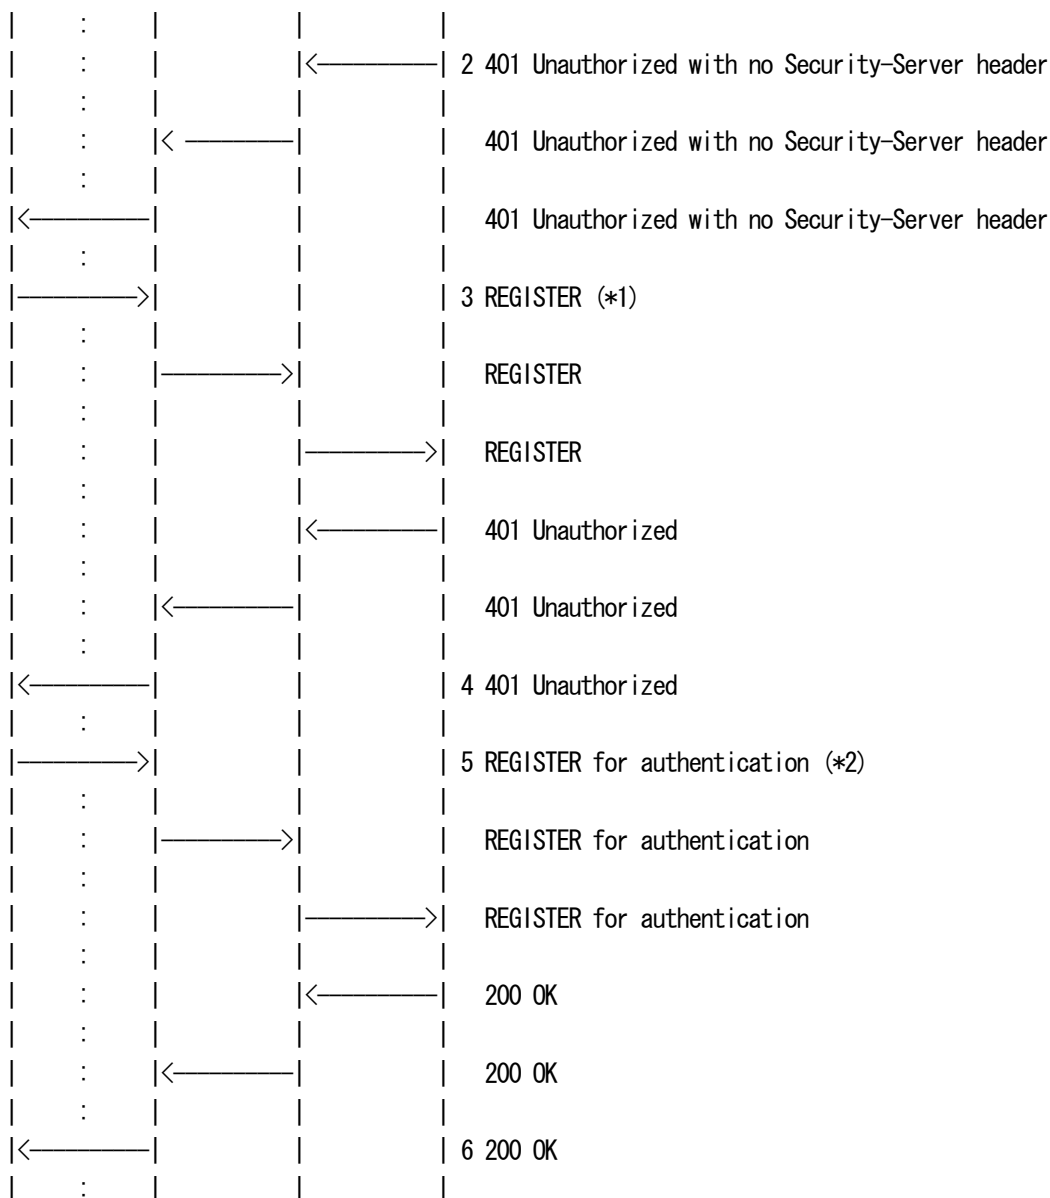 2 401 Unauthorized with no Security-Server header
401 Unauthorized with no Security-Server header
401 Unauthorized with no Security-Server header
3 REGISTER (*1)
REGISTER
REGISTER
401 Unauthorized
401 Unauthorized
4 401 Unauthorized
5 REGISTER for authentication (*2)
REGISTER for authentication
REGISTER for authentication
200 OK
200 OK
6 200 OK